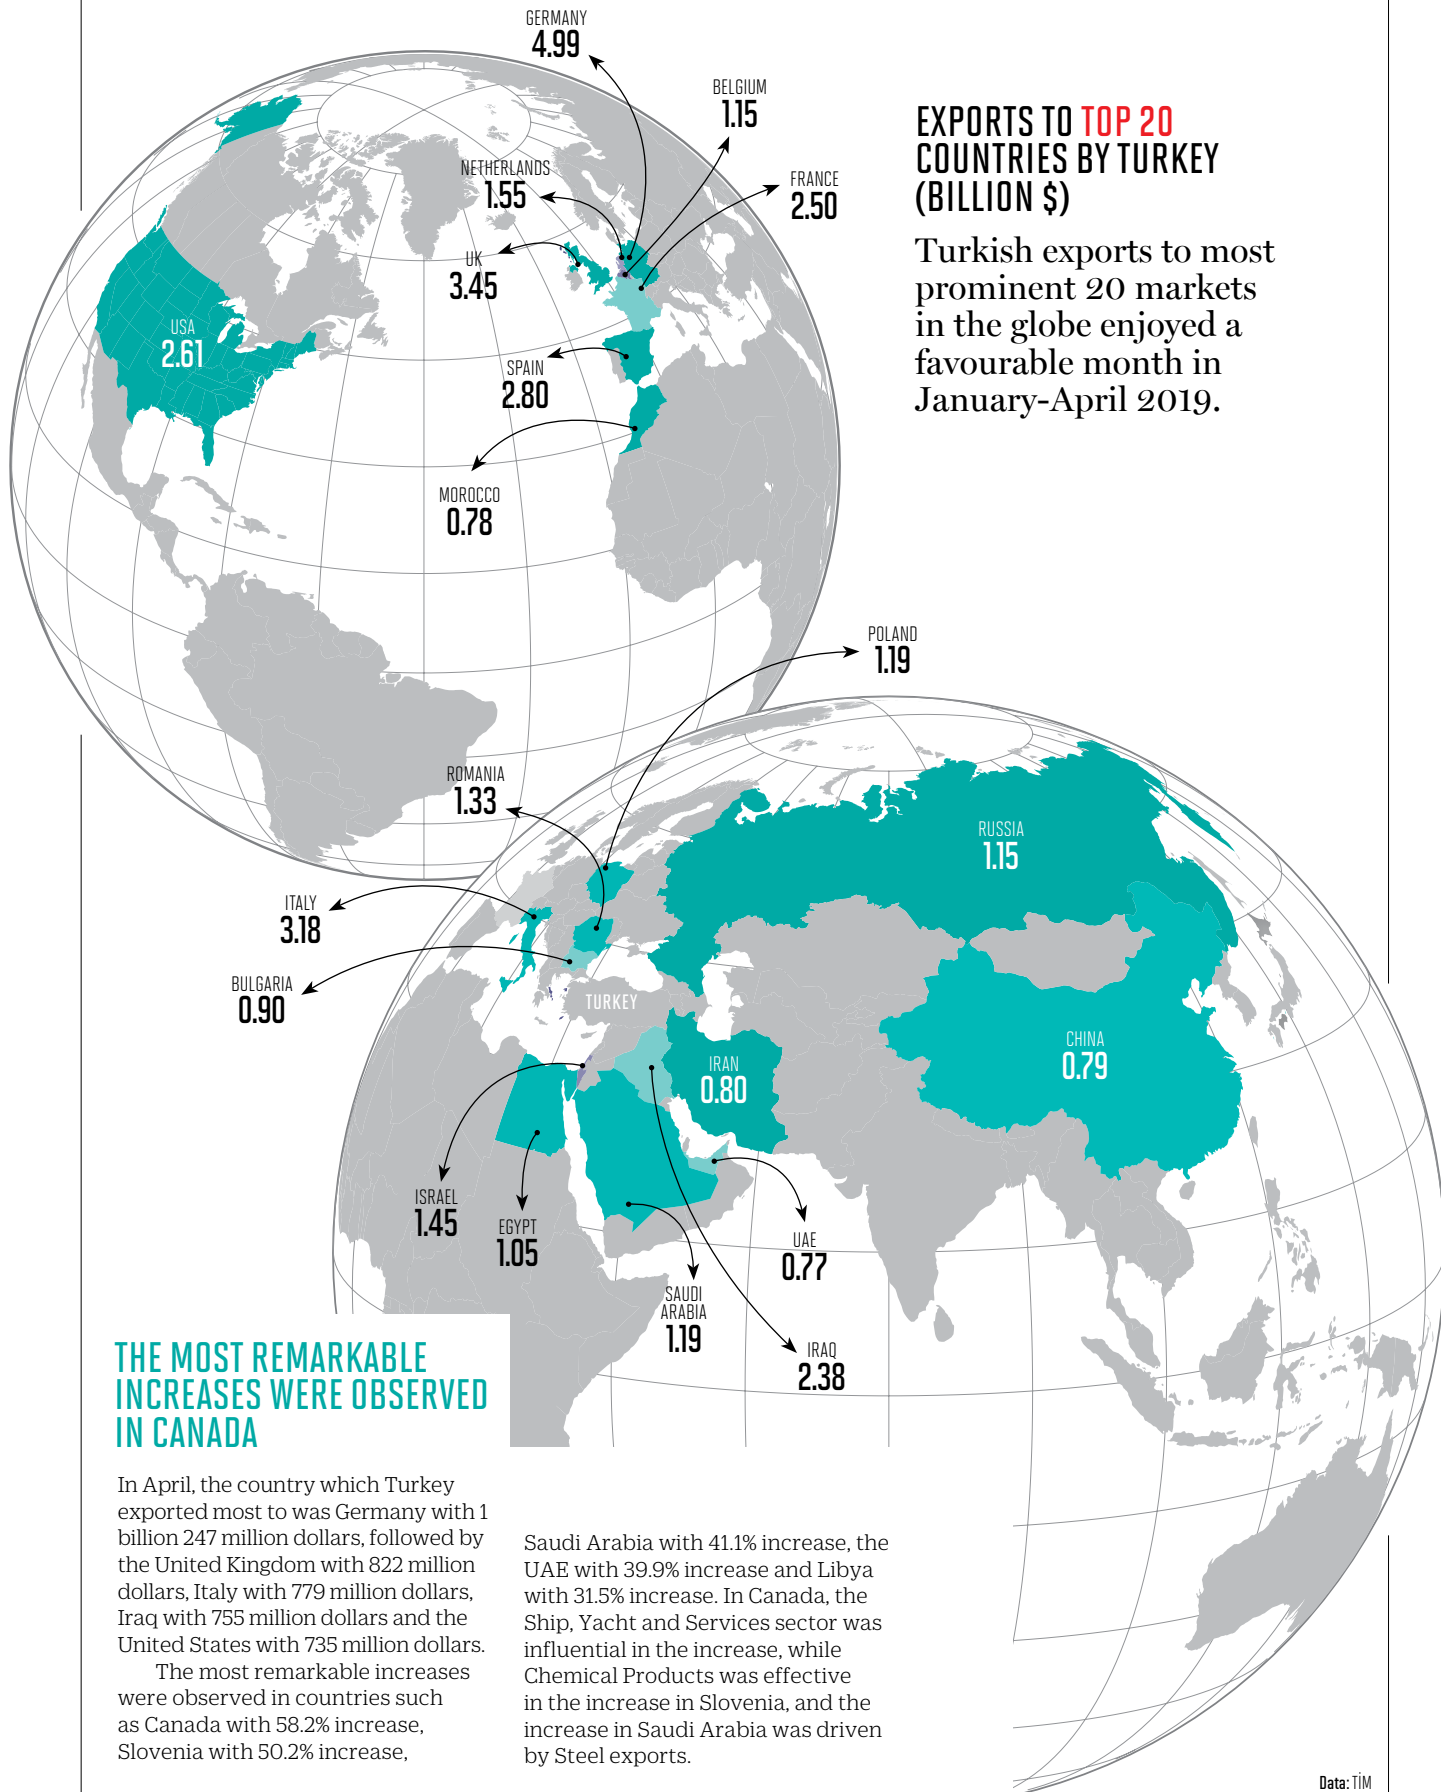 GERMANY
4.99
BELGIUM
1.15
NETHERLANDS
1.55
FRANCE
2.50
UK
3.45
USA
2.61
SPAIN
2.80
MOROCCO
0.78
EXPORTS TO TOP 20
COUNTRIES BY TURKEY
(BILLION $)
Turkish exports to most
prominent 20 markets
in the globe enjoyed a
favourable month in
January-April 2019.
POLAND
1.19
ROMANIA
1.33
RUSSIA
1.15
ITALY
3.18
BULGARIA
0.90
TURKEY
IRAN
0.80
CHINA
0.79
ISRAEL
1.45
EGYPT
1.05
UAE
0.77
SAUDI
ARABIA
1.19
IRAQ
2.38
THE MOST REMARKABLE
INCREASES WERE OBSERVED
IN CANADA
In April, the country which Turkey
exported most to was Germany with 1
billion 247 million dollars, followed by
the United Kingdom with 822 million
dollars, Italy with 779 million dollars,
Iraq with 755 million dollars and the
United States with 735 million dollars.
The most remarkable increases
were observed in countries such
as Canada with 58.2% increase,
Slovenia with 50.2% increase,
Saudi Arabia with 41.1% increase, the
UAE with 39.9% increase and Libya
with 31.5% increase. In Canada, the
Ship, Yacht and Services sector was
influential in the increase, while
Chemical Products was effective
in the increase in Slovenia, and the
increase in Saudi Arabia was driven
by Steel exports.
Data: TİM